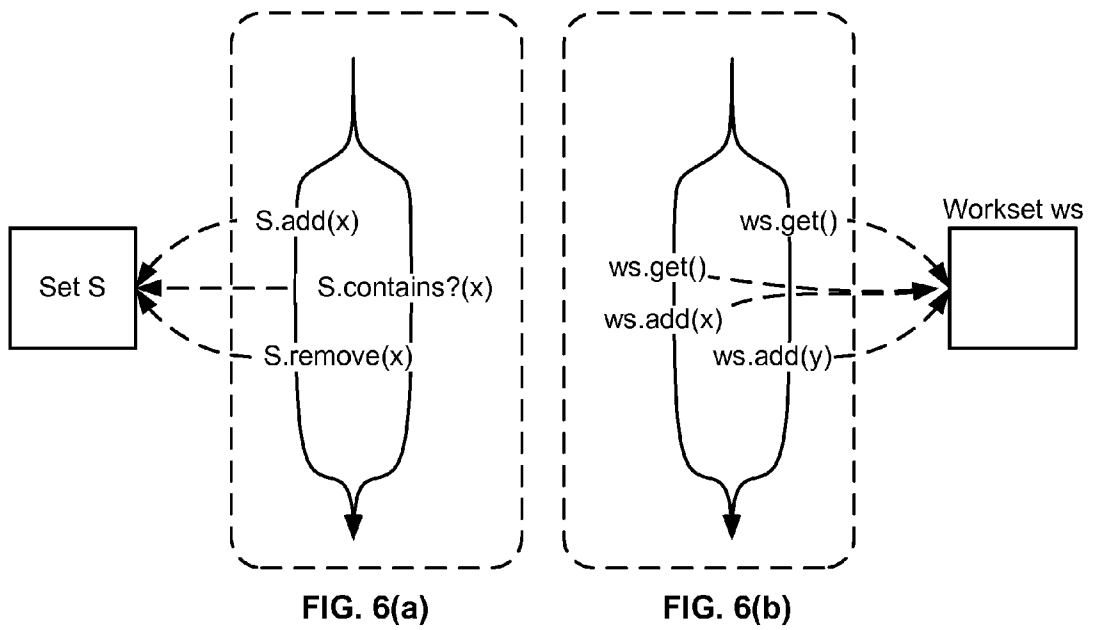 S.add(x)
Set S
S.contains?(x)
S.remove(x)
FIG. 6(a)
ws.get()
Workset ws
ws.get()
ws.add(x)
ws.add(y)
FIG. 6(b)